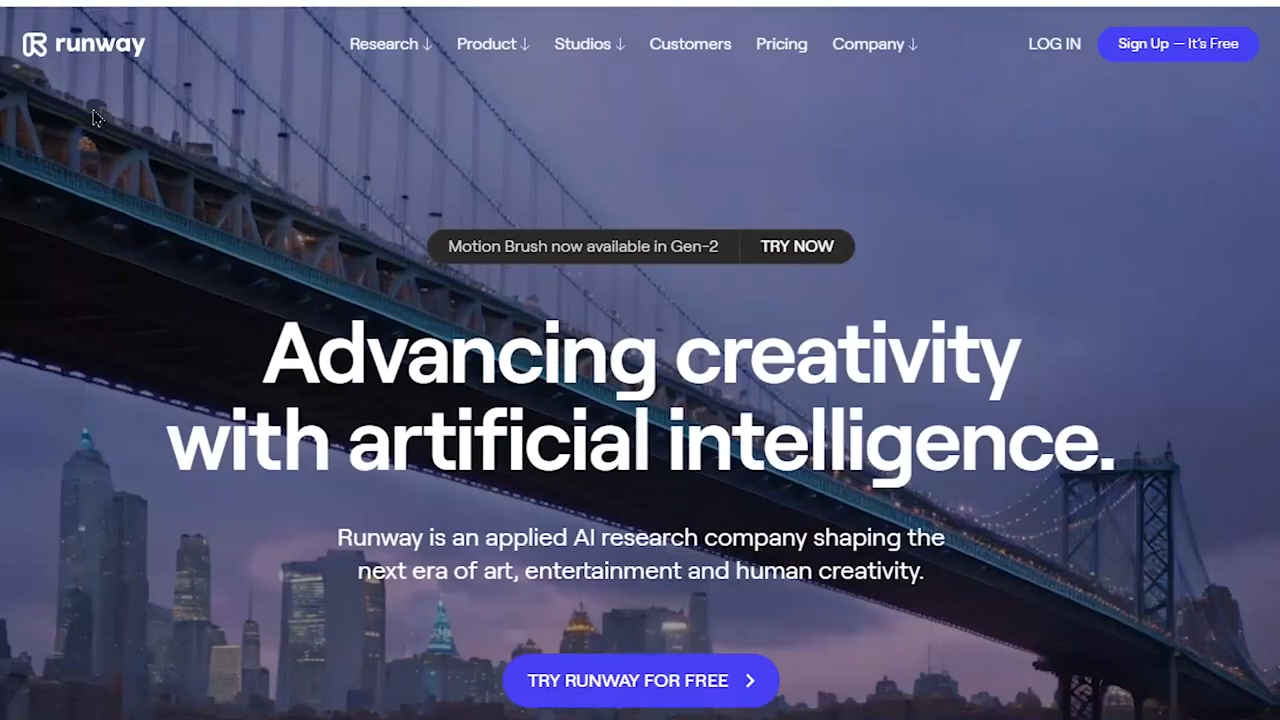 runway
Research ↓ Product ↓ Studios ↓ Customers Pricing Company ↓
LOG IN
Sign Up — It's Free
Motion Brush now available in Gen-2
TRY NOW
Advancing creativity
with artificial intelligence.
Runway is an applied AI research company shaping the
next era of art, entertainment and human creativity.
TRY RUNWAY FOR FREE